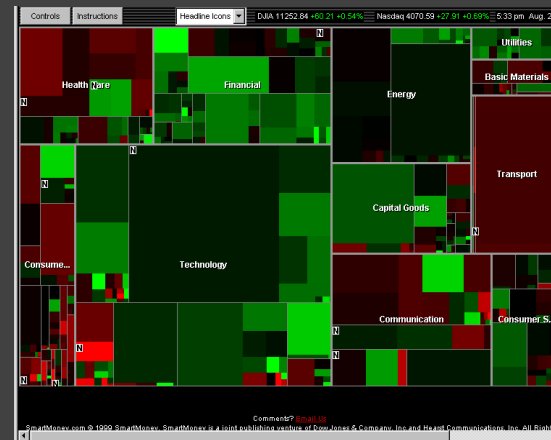 Controls Instructions Headline Icons DJIA 11252.84 +60.21 +0.54% Nasdaq 4070.59 +27.91 +0.69% 5:33 pm Aug. 2
N
Utilities
Health Care N Financial
Basic Materials
Energy
N
N
Transport
N
Capital Goods
N
Consume... Technology
Communication Consumer S..
N
N
N
N N
Comments? Email Us
SmartMoney.com © 1999 SmartMoney. SmartMoney is a joint publishing venture of Dow Jones & Company, Inc. and Hearst Communications, Inc. All Righ